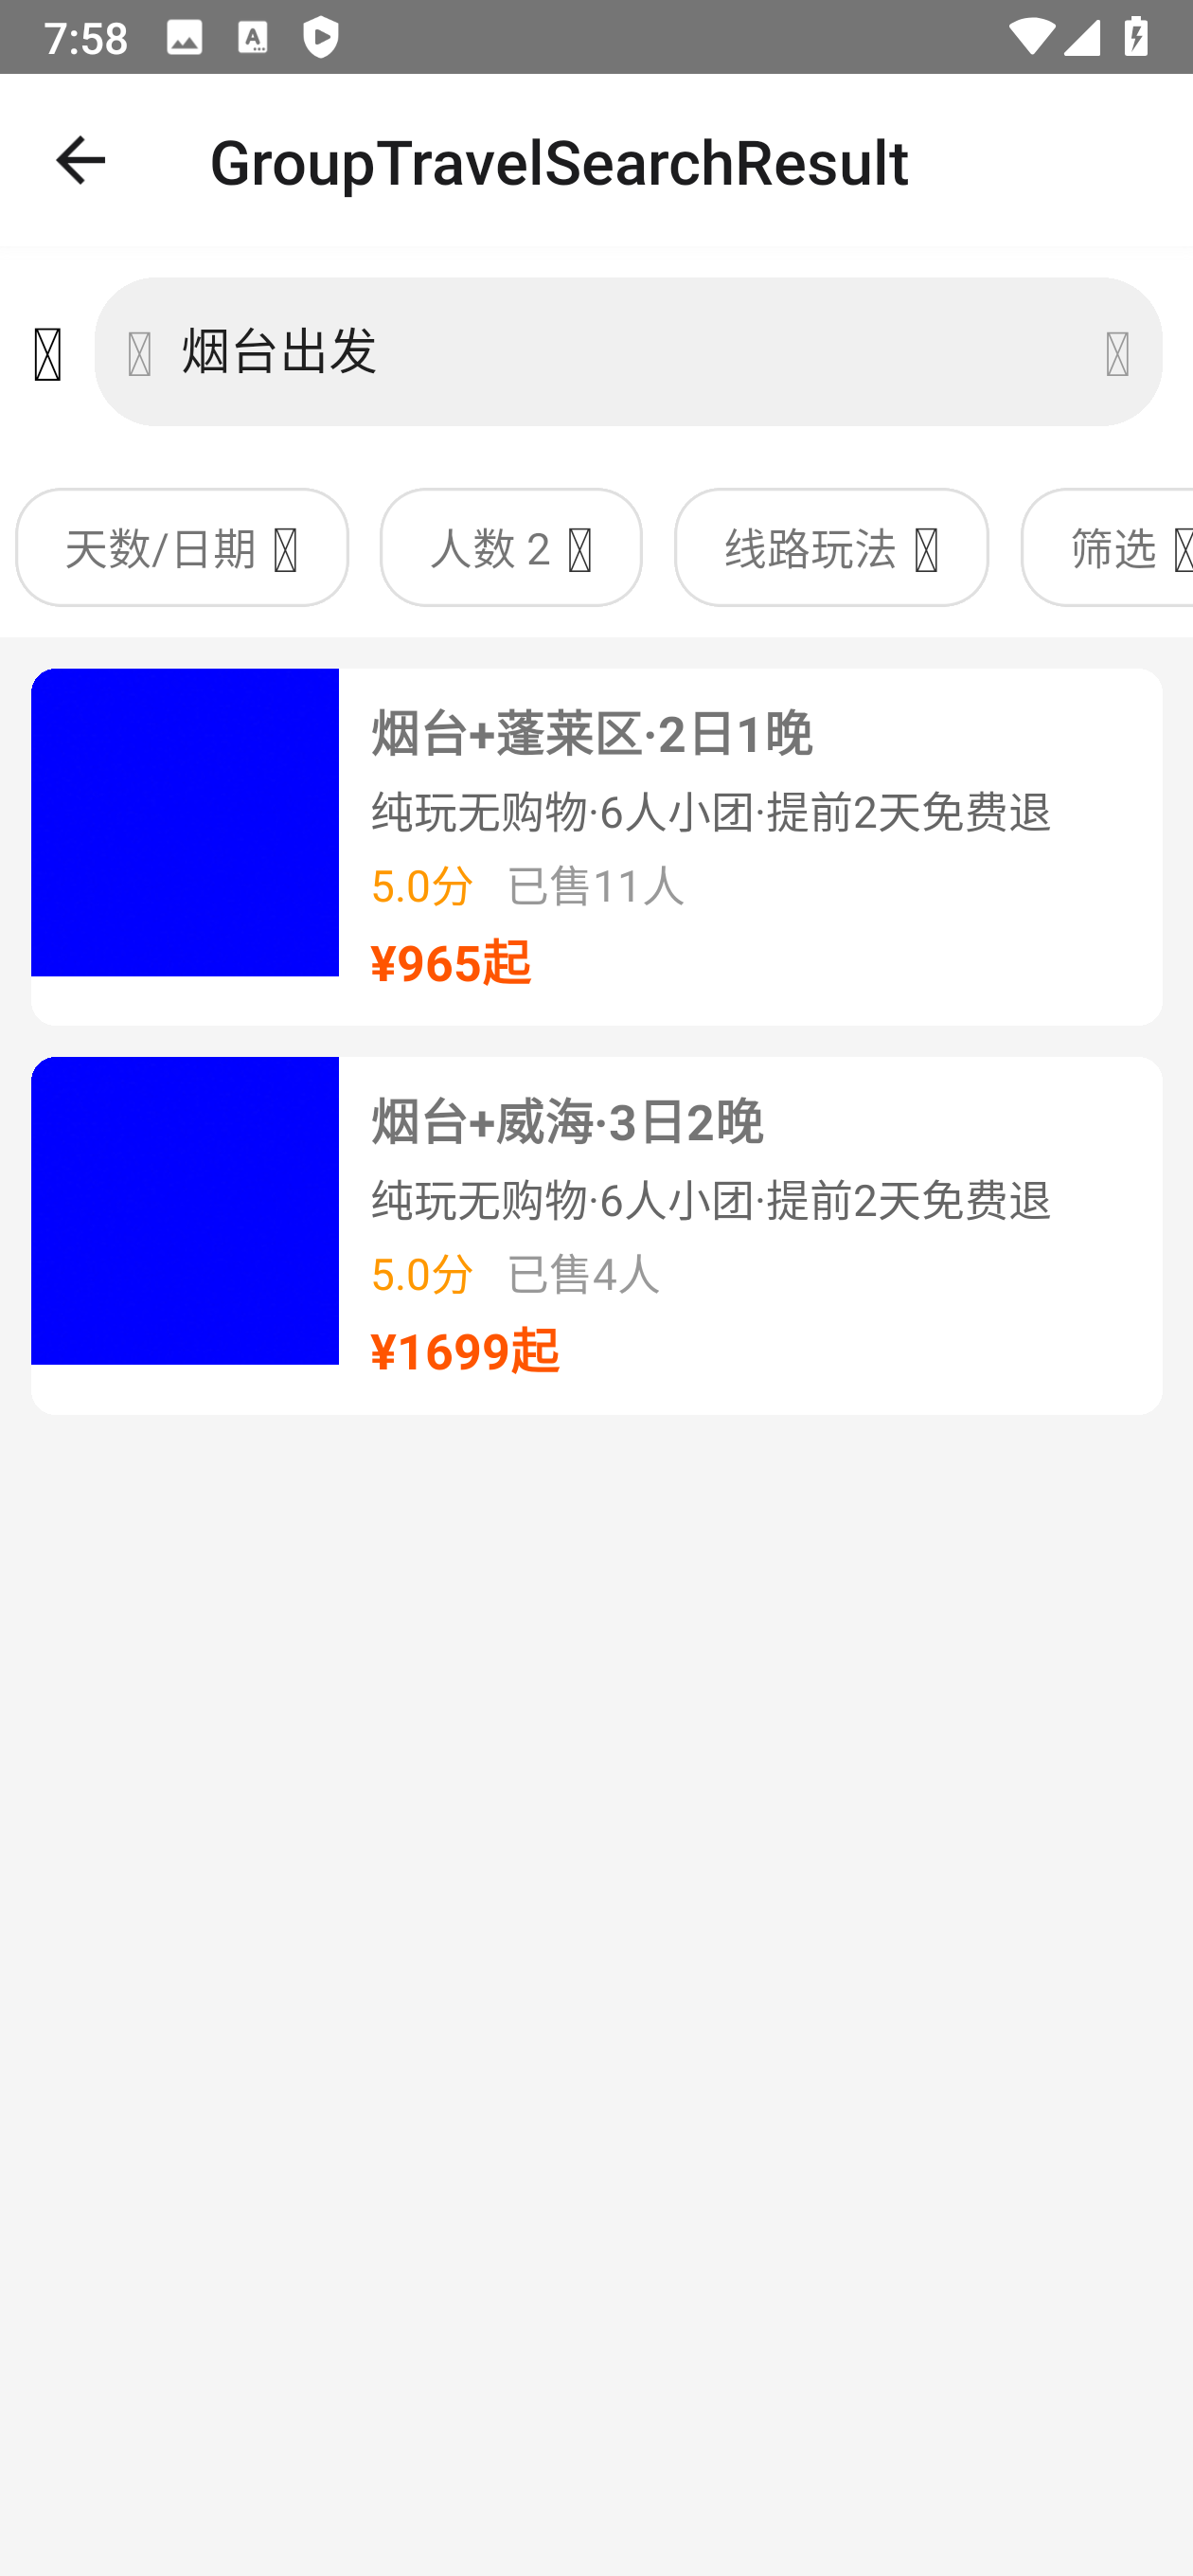 7:58
GroupTravelSearchResult
烟台出发
天数/日期
人数 2
线路玩法
筛选
烟台+蓬莱区·2日1晚
纯玩无购物·6人小团·提前2天免费退
5.0分 已售11人
¥965起
烟台+威海·3日2晚
纯玩无购物·6人小团·提前2天免费退
5.0分 已售4人
¥1699起